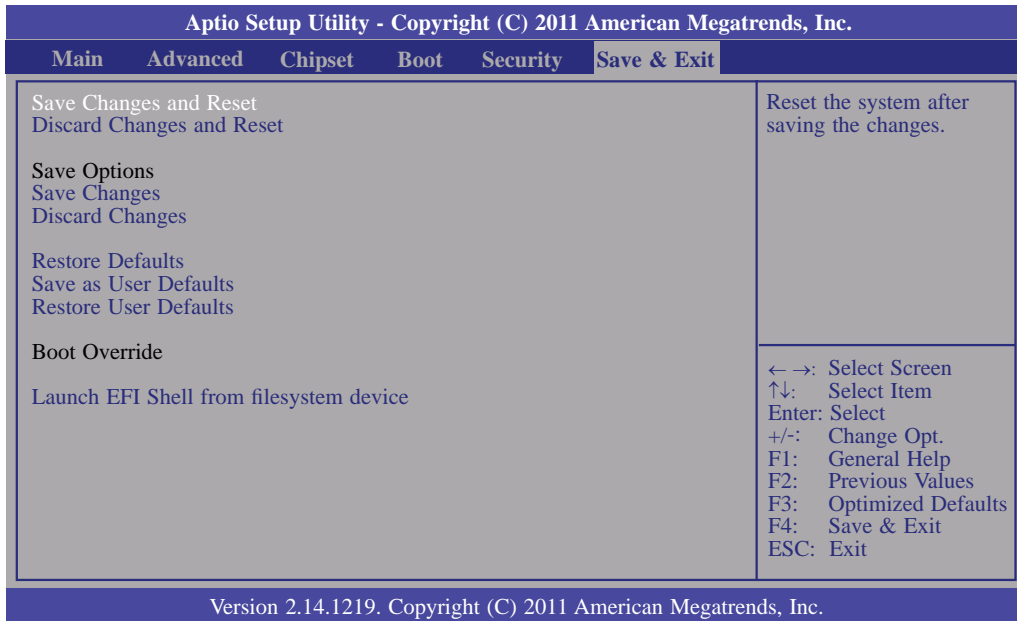 Aptio Setup Utility - Copyright (C) 2011 American Megatrends, Inc.
Main Advanced Chipset Boot Security Save & Exit
Save Changes and Reset
Discard Changes and Reset
Save Options
Save Changes
Discard Changes
Restore Defaults
Save as User Defaults
Restore User Defaults
Boot Override
Launch EFI Shell from filesystem device
Reset the system after
saving the changes.
← →: Select Screen
↑↓: Select Item
Enter: Select
+/-: Change Opt.
F1: General Help
F2: Previous Values
F3: Optimized Defaults
F4: Save & Exit
ESC: Exit
Version 2.14.1219. Copyright (C) 2011 American Megatrends, Inc.